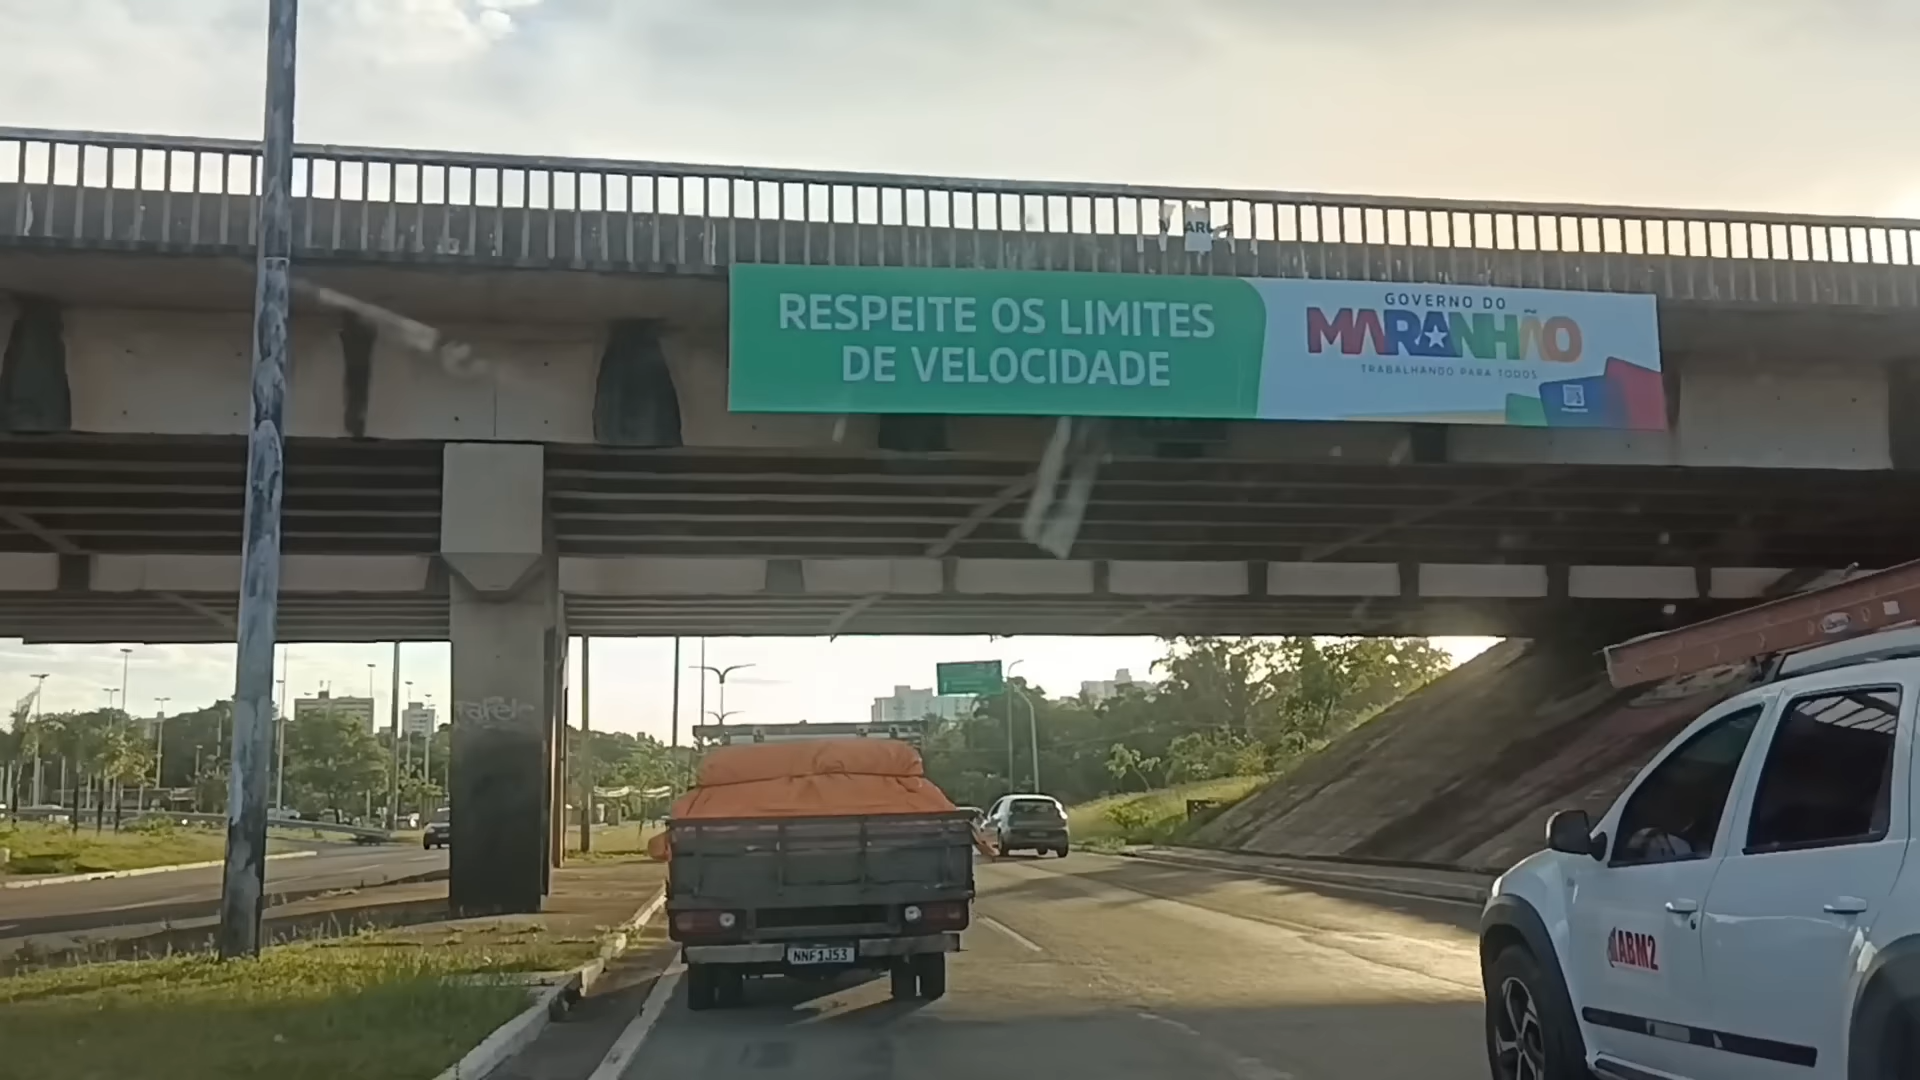 RESPEITE OS LIMITES
DE VELOCIDADE
GOVERNO DO
MARANHÃO
TRABALHANDO PARA TODOS
NNF1J53
ABM2